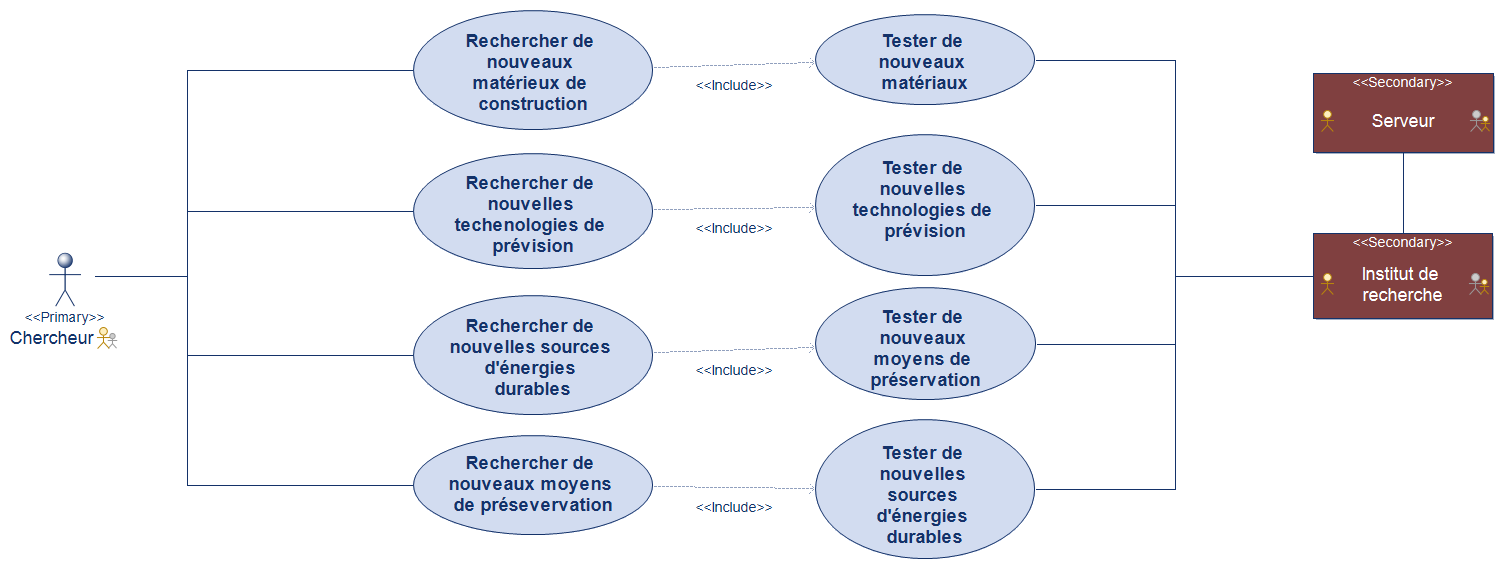 Rechercher de
nouveaux
matérieux de
construction
<<Include>>
Tester de
nouveaux
matériaux
<<Secondary>>
Serveur
Rechercher de
nouvelles
techenologies de
prévision
<<Include>>
Tester de
nouvelles
technologies de
prévision
<<Secondary>>
Institut de
recherche
<<Primary>>
Chercheur
Rechercher de
nouvelles sources
d'énergies
durables
<<Include>>
Tester de
nouveaux
moyens de
préservation
Rechercher de
nouveaux moyens
de présevervation
<<Include>>
Tester de
nouvelles
sources
d'énergies
durables